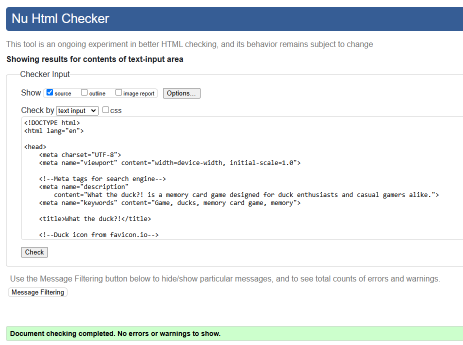 Nu Html Checker
This tool is an ongoing experiment in better HTML checking, and its behavior remains subject to change
Showing results for contents of text-input area
Checker Input
Show source outline image report Options...
Check by text input css
<!DOCTYPE html>
<html lang="en">
<head>
<meta charset="UTF-8">
<meta name="viewport" content="width=device-width, initial-scale=1.0">
<!--Meta tags for search engine-->
<meta name="description"
content="What the duck?! is a memory card game designed for duck enthusiasts and casual gamers alike.">
<meta name="keywords" content="Game, ducks, memory card game, memory">
<title>What the duck?!</title>
<!--Duck icon from favicon.io-->
Check
Use the Message Filtering button below to hide/show particular messages, and to see total counts of errors and warnings.
Message Filtering
Document checking completed. No errors or warnings to show.